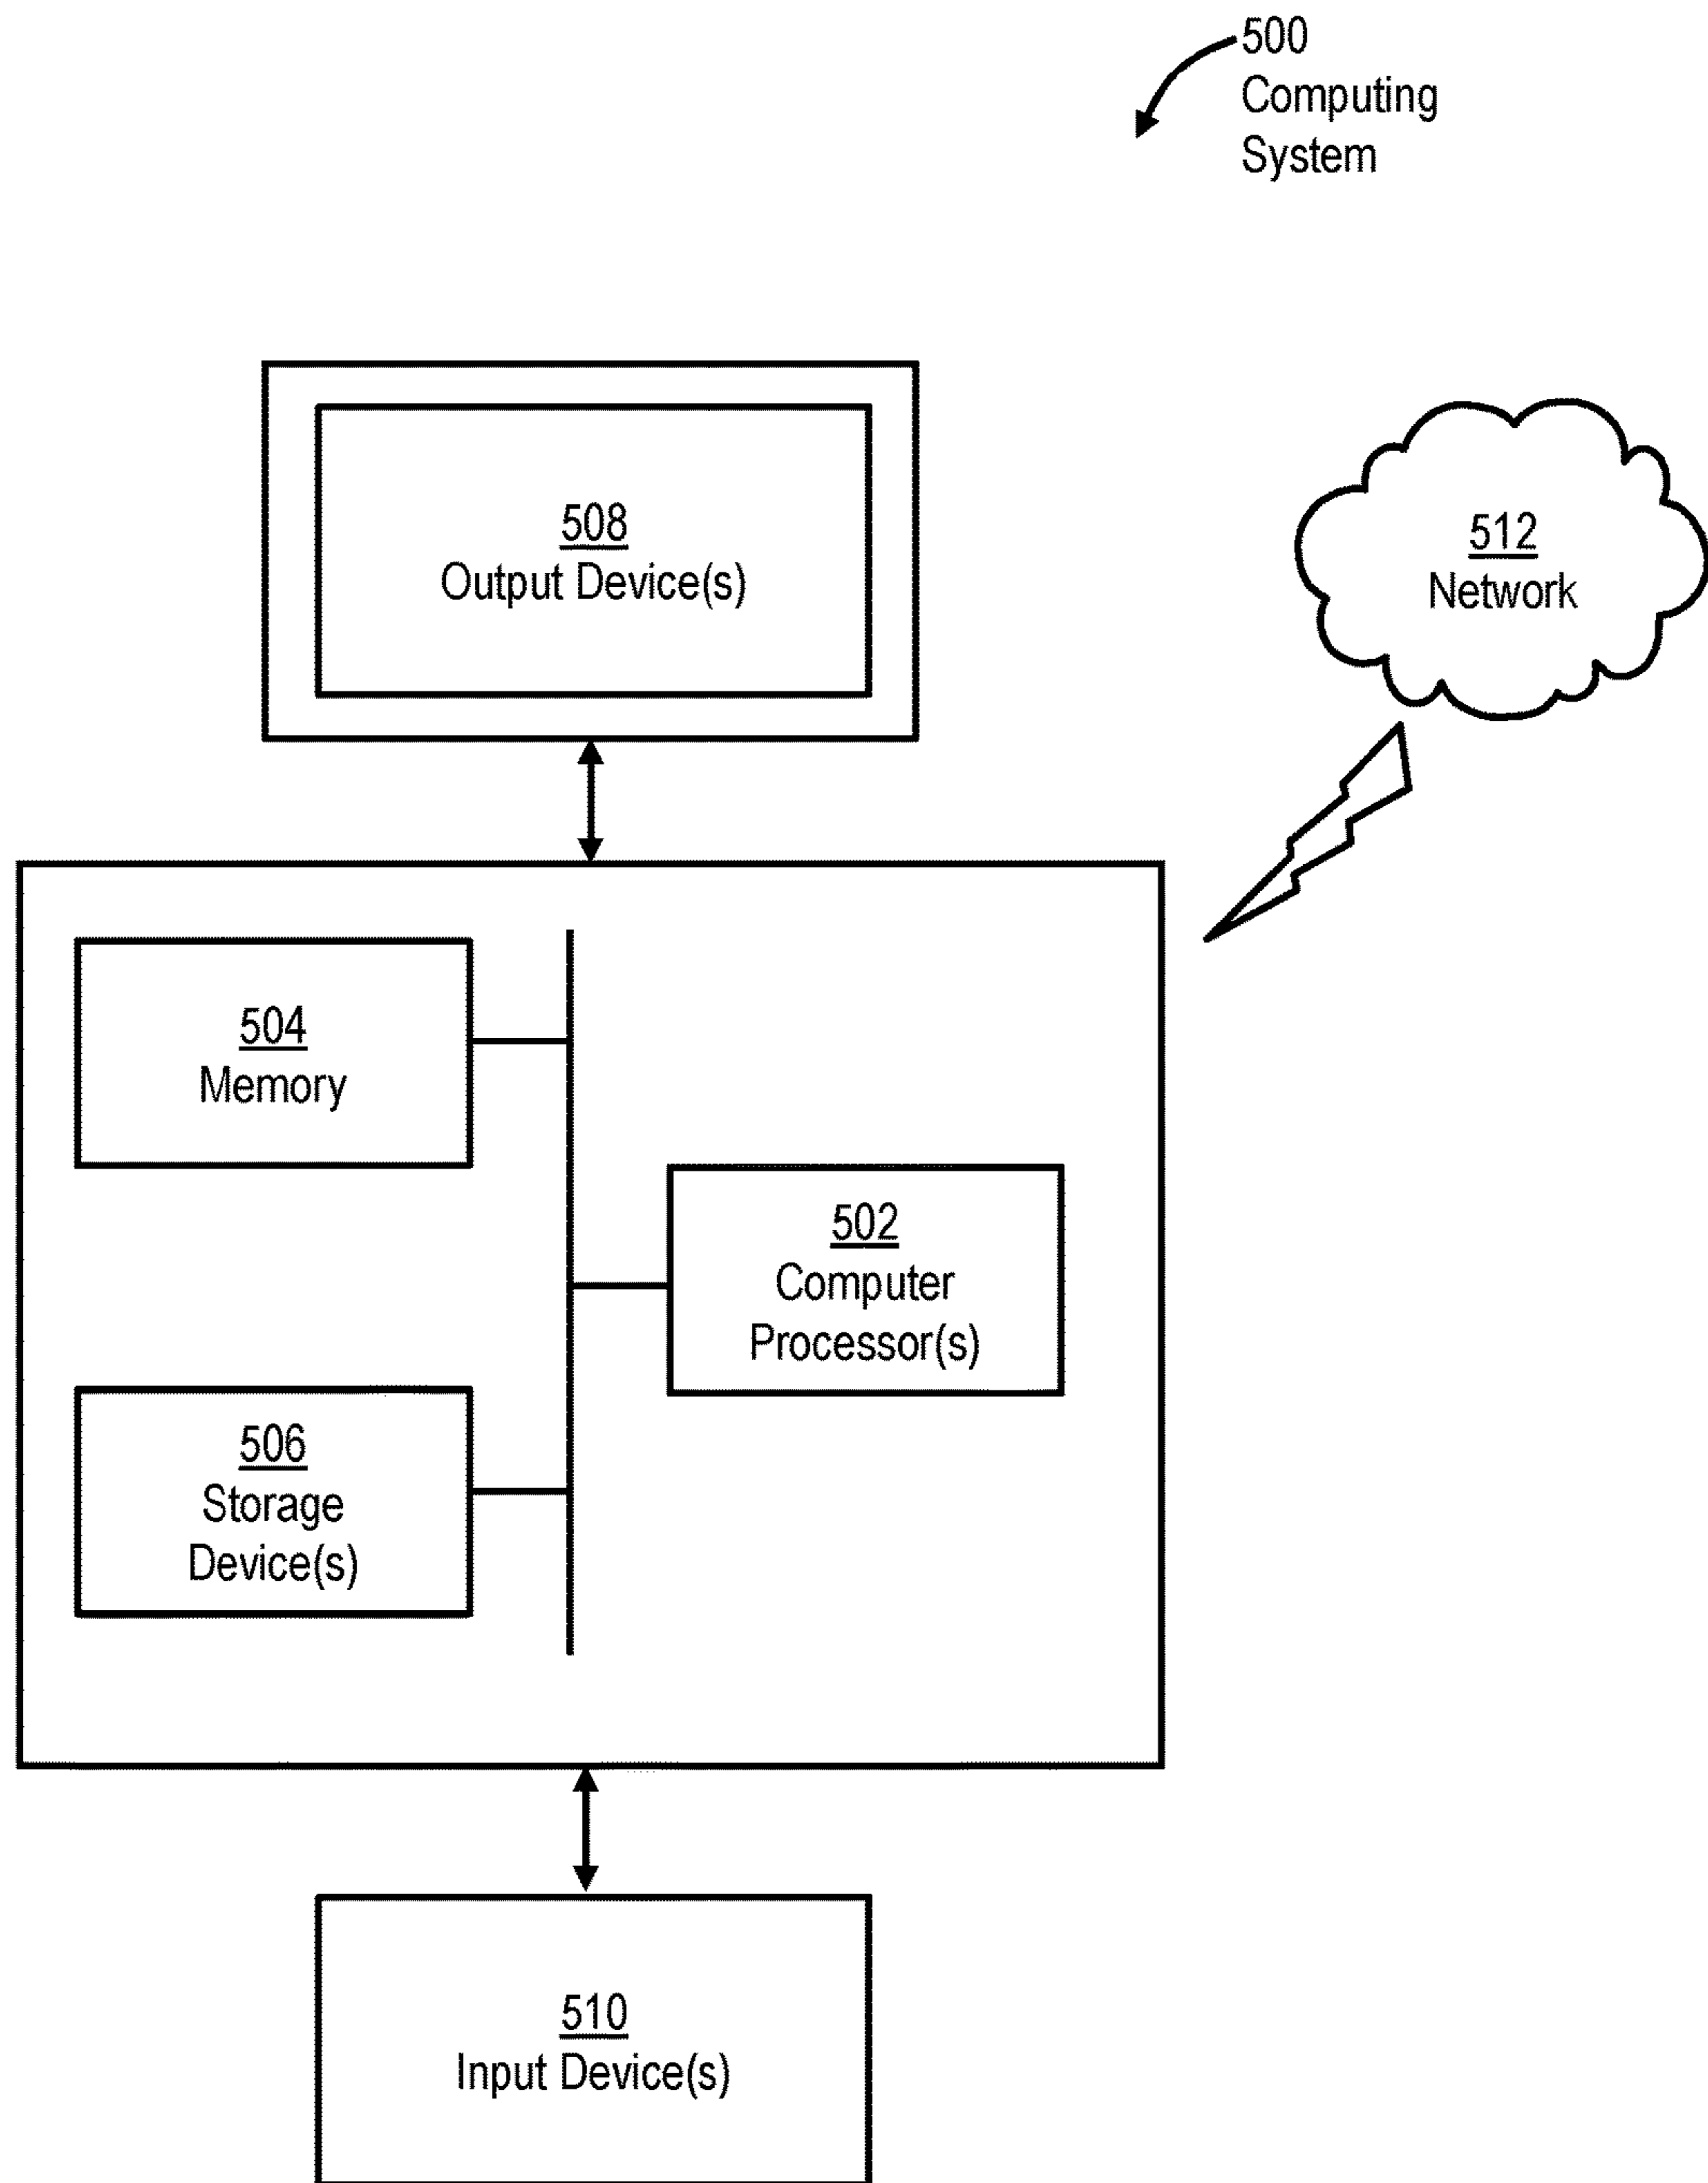 500
Computing
System
508
Output Device(s)
512
Network
504
Memory
502
Computer
Processor(s)
506
Storage
Device(s)
510
Input Device(s)